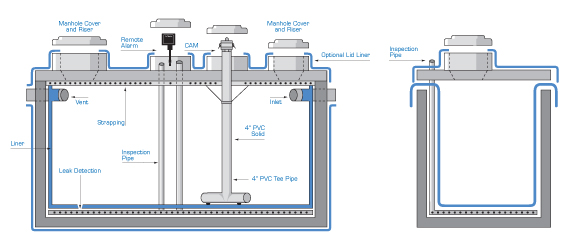 Manhole Cover
and Riser
Remote
Alarm
CAM
Manhole Cover
and Riser
Optional Lid Liner
Inspection
Pipe
Vent
Inlet
Strapping
4" PVC
Solid
Liner
Inspection
Pipe
Leak Detection
4" PVC Tee Pipe